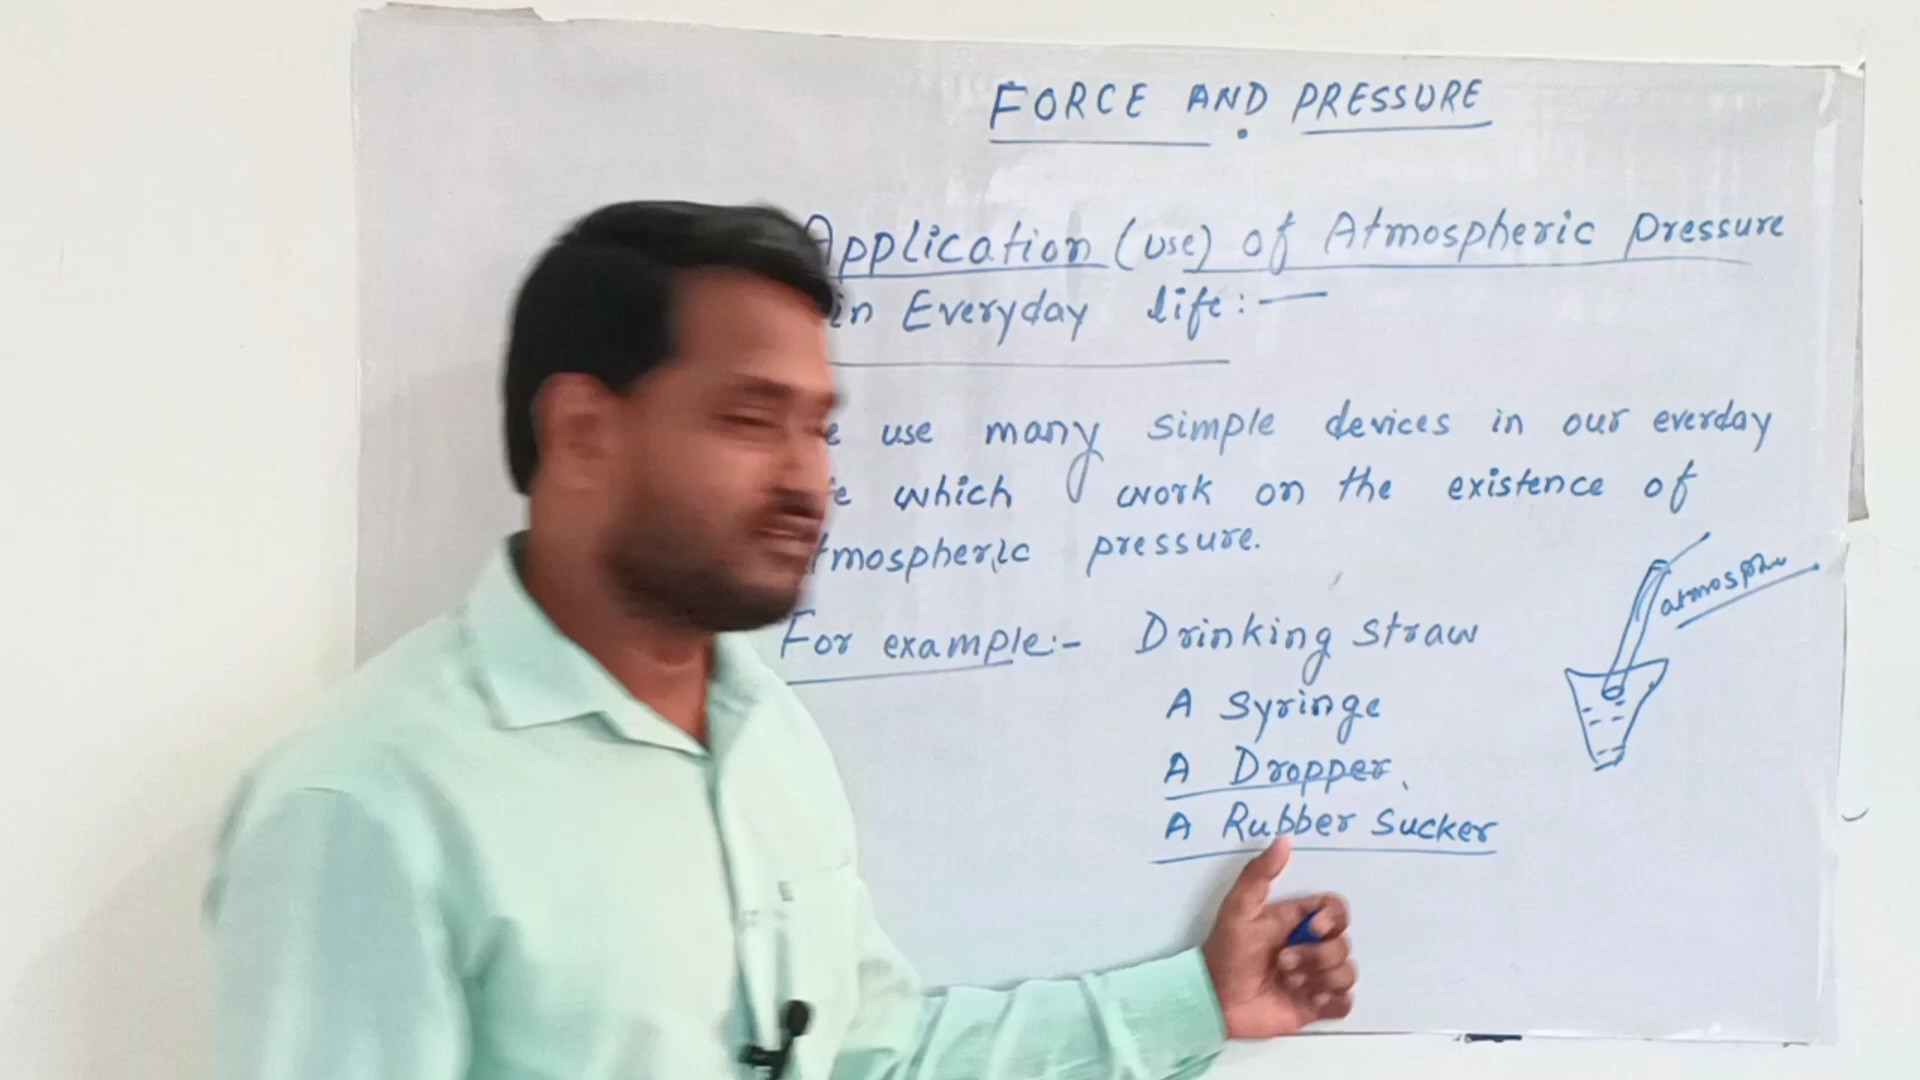 FORCE AND PRESSURE
Application (use) of Atmospheric Pressure
in Everyday life:—
use many simple devices in our everday
which work on the existence of
tmospheric pressure.
For example:- Drinking straw
A Syringe
A Dropper.
A Rubber Sucker